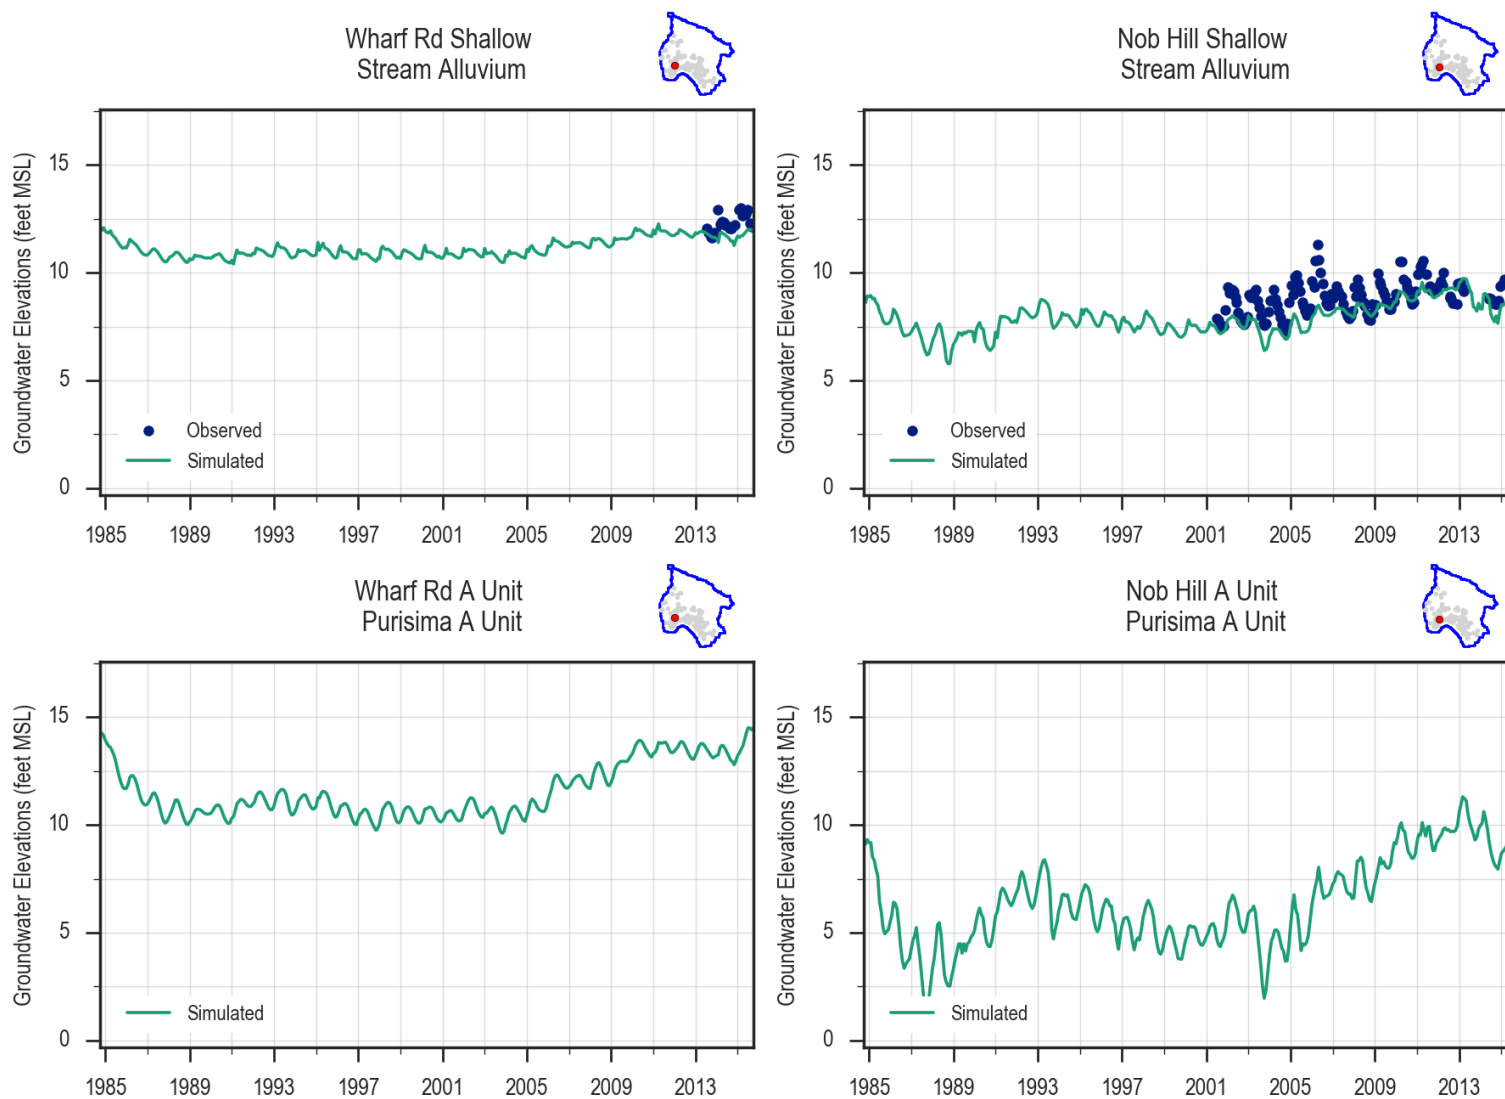 Wharf Rd Shallow
Stream Alluvium
Groundwater Elevations (feet MSL)
15
10
5
0
Observed
Simulated
1985 1989 1993 1997 2001 2005 2009 2013
Nob Hill Shallow
Stream Alluvium
Groundwater Elevations (feet MSL)
15
10
5
0
Observed
Simulated
1985 1989 1993 1997 2001 2005 2009 2013
Wharf Rd A Unit
Purisima A Unit
Groundwater Elevations (feet MSL)
15
10
5
0
Simulated
1985 1989 1993 1997 2001 2005 2009 2013
Nob Hill A Unit
Purisima A Unit
Groundwater Elevations (feet MSL)
15
10
5
0
Simulated
1985 1989 1993 1997 2001 2005 2009 2013